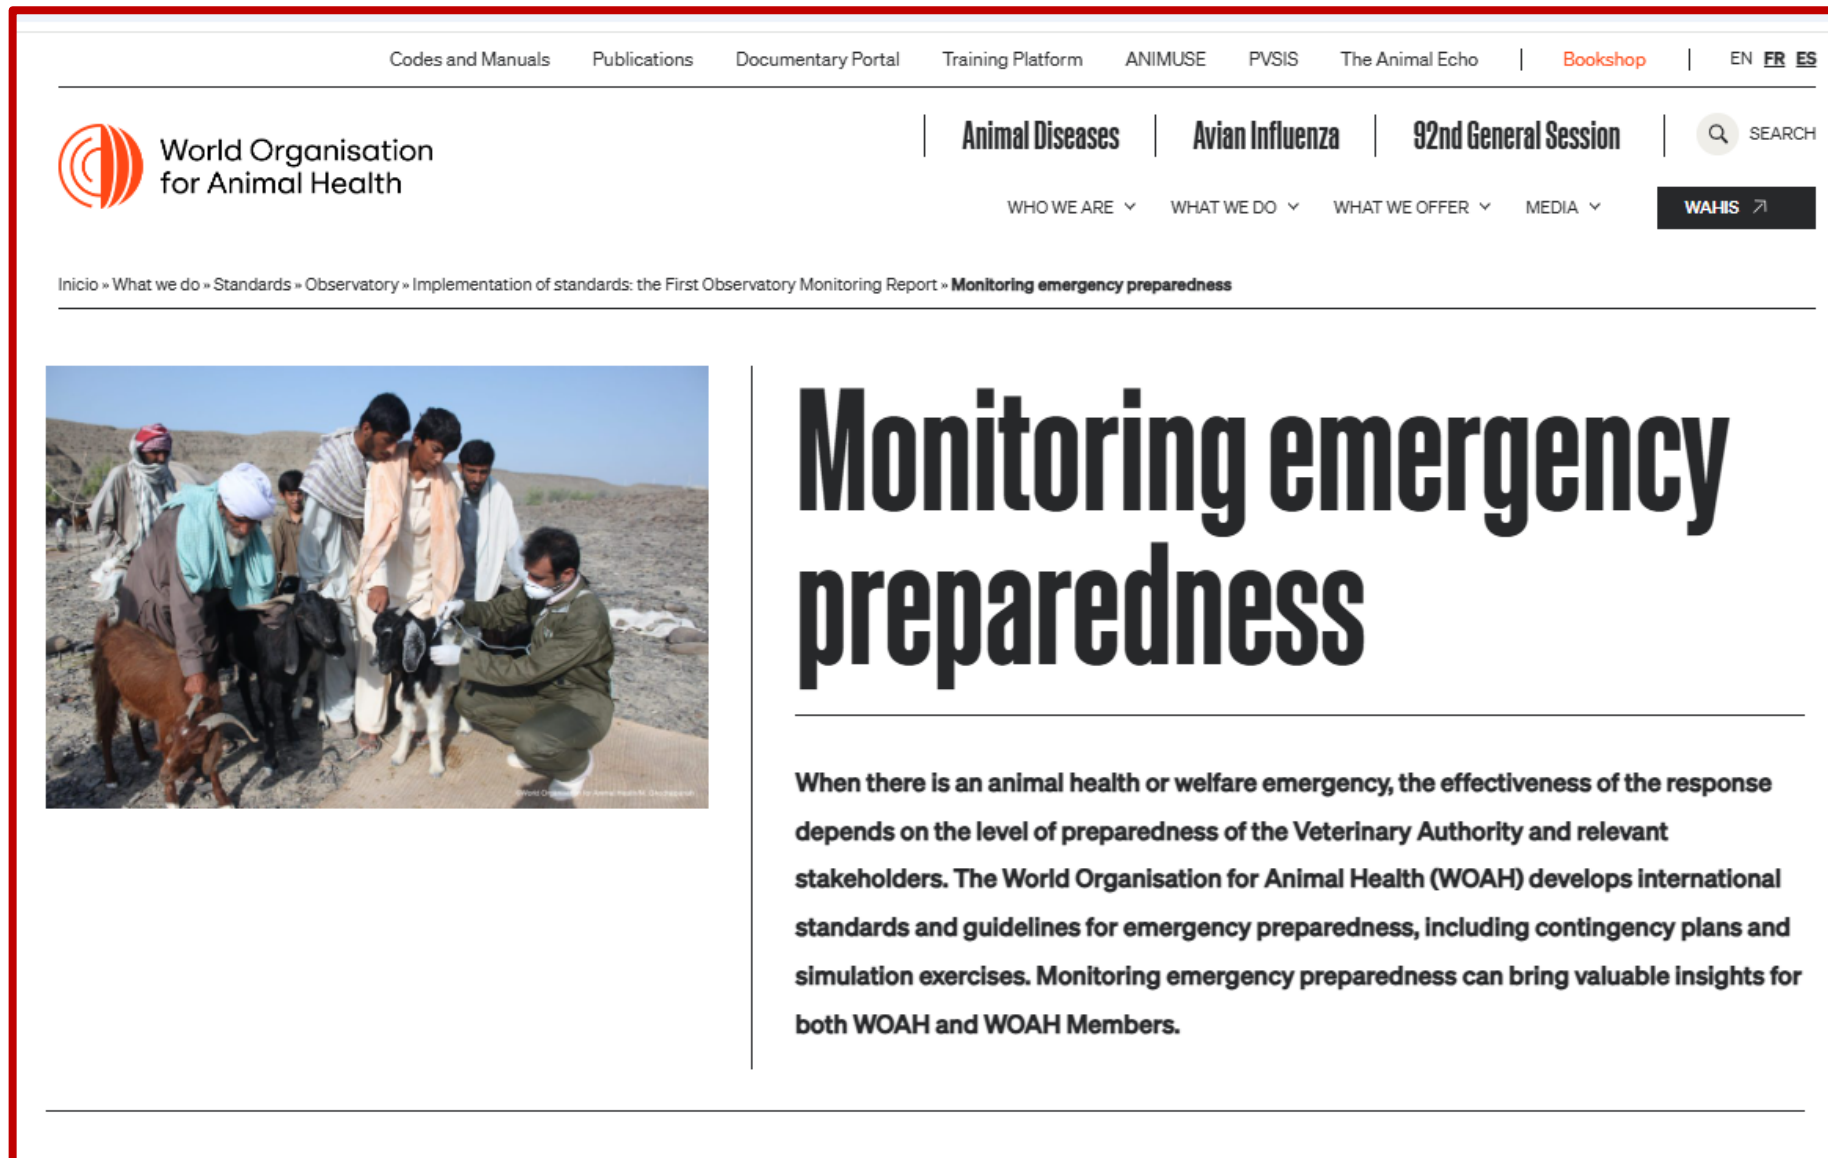 Codes and Manuals Publications Documentary Portal Training Platform ANIMUSE PVSIS The Animal Echo | Bookshop | EN FR ES
World Organisation
for Animal Health
Animal Diseases | Avian Influenza | 92nd General Session | SEARCH
WHO WE ARE WHAT WE DO WHAT WE OFFER MEDIA WAHIS
Inicio » What we do » Standards » Observatory » Implementation of standards: the First Observatory Monitoring Report » Monitoring emergency preparedness
Monitoring emergency
preparedness
When there is an animal health or welfare emergency, the effectiveness of the response
depends on the level of preparedness of the Veterinary Authority and relevant
stakeholders. The World Organisation for Animal Health (WOAH) develops international
standards and guidelines for emergency preparedness, including contingency plans and
simulation exercises. Monitoring emergency preparedness can bring valuable insights for
both WOAH and WOAH Members.